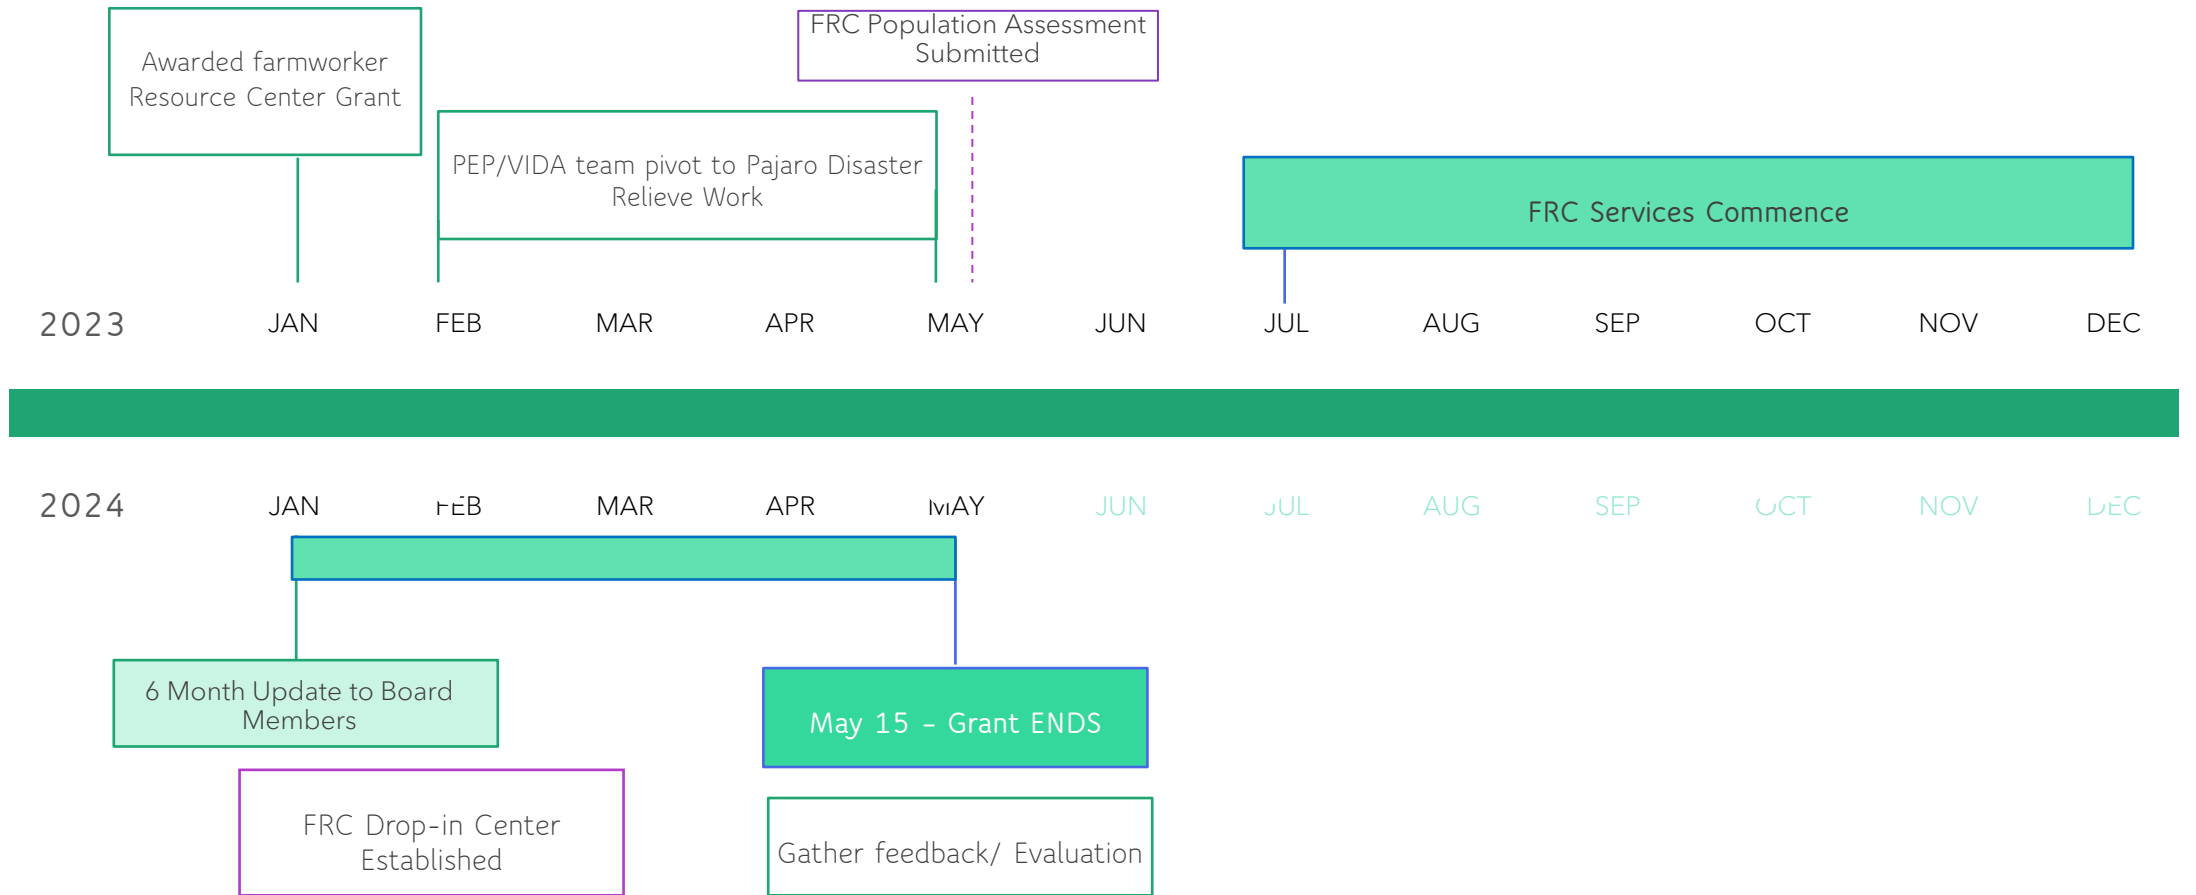 FRC Population Assessment
Submitted
Awarded farmworker
Resource Center Grant
PEP/VIDA team pivot to Pajaro Disaster
Relieve Work
FRC Services Commence
2023 JAN FEB MAR APR MAY JUN JUL AUG SEP OCT NOV DEC
2024 JAN FEB MAR APR MAY JUN JUL AUG SEP OCT NOV DEC
6 Month Update to Board
Members
May 15 – Grant ENDS
FRC Drop-in Center
Established
Gather feedback/ Evaluation